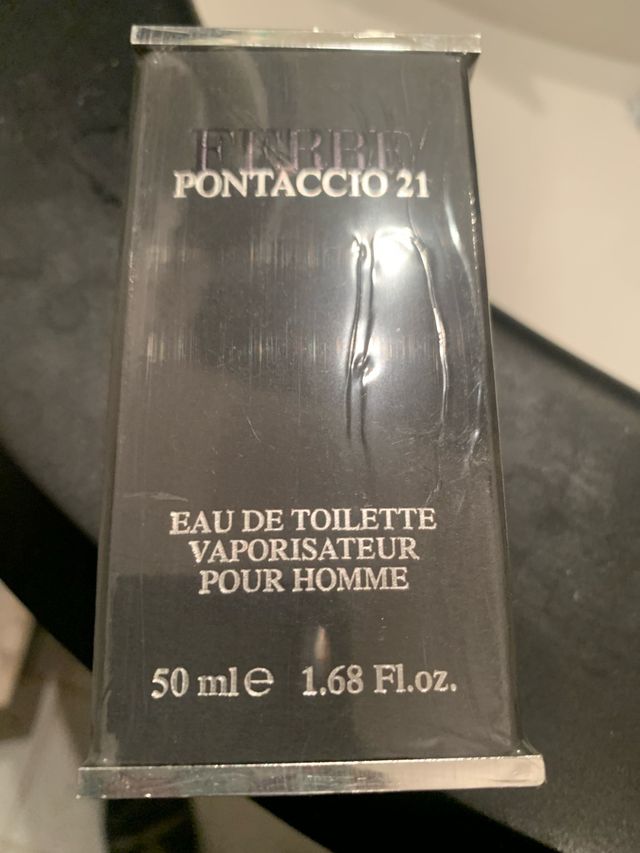 FERRE
PONTACCIO 21
EAU DE TOILETTE
VAPORISATEUR
POUR HOMME
50 ml e 1.68 Fl.oz.